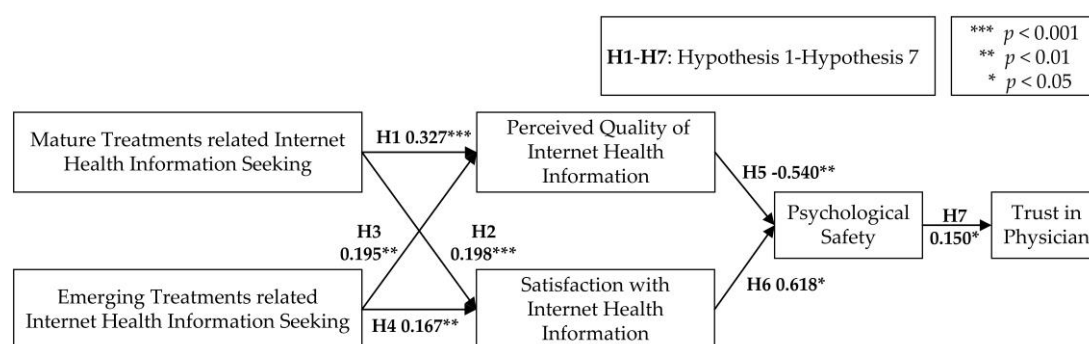 H1-H7: Hypothesis 1-Hypothesis 7
*** p < 0.001
** p < 0.01
* p < 0.05
Mature Treatments related Internet
Health Information Seeking
H1 0.327***
Perceived Quality of
Internet Health
Information
H5 -0.540**
H3
0.195**
H2
0.198***
Psychological
Safety
H7
0.150*
Trust in
Physician
Emerging Treatments related
Internet Health Information Seeking
H4 0.167**
Satisfaction with
Internet Health
Information
H6 0.618*